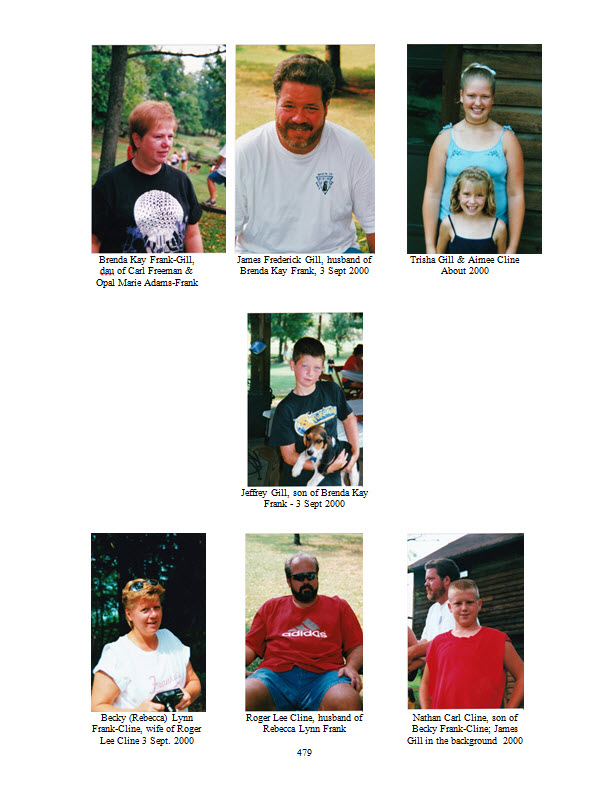 Brenda Kay Frank-Gill,
dau of Carl Freeman &
Opal Marie Adams-Frank
James Frederick Gill, husband of
Brenda Kay Frank, 3 Sept 2000
Trisha Gill & Aimee Cline
About 2000
Jeffrey Gill, son of Brenda Kay
Frank - 3 Sept 2000
adidas
Becky (Rebecca) Lynn
Frank-Cline, wife of Roger
Lee Cline 3 Sept. 2000
Roger Lee Cline, husband of
Rebecca Lynn Frank
Nathan Carl Cline, son of
Becky Frank-Cline; James
Gill in the background  2000
479